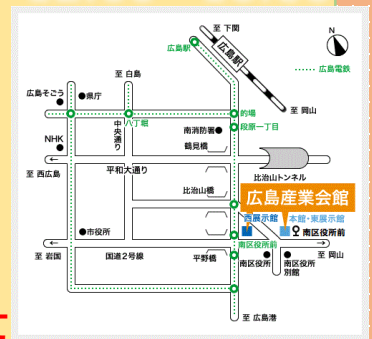 至 下関
N
広島駅
広島駅
広島電鉄
至 白島
広島そごう
県庁
至 岡山
八丁堀
的場
中央通り
南消防署
段原一丁目
NHK
鶴見橋
平和大通り
至 西広島
比治山トンネル
比治山橋
広島産業会館
西展示館
本館・東展示館
市役所
南区役所前
南区役所前
至 岩国
国道2号線
平野橋
南区役所
南区役所
別館
至 岡山
至 広島港